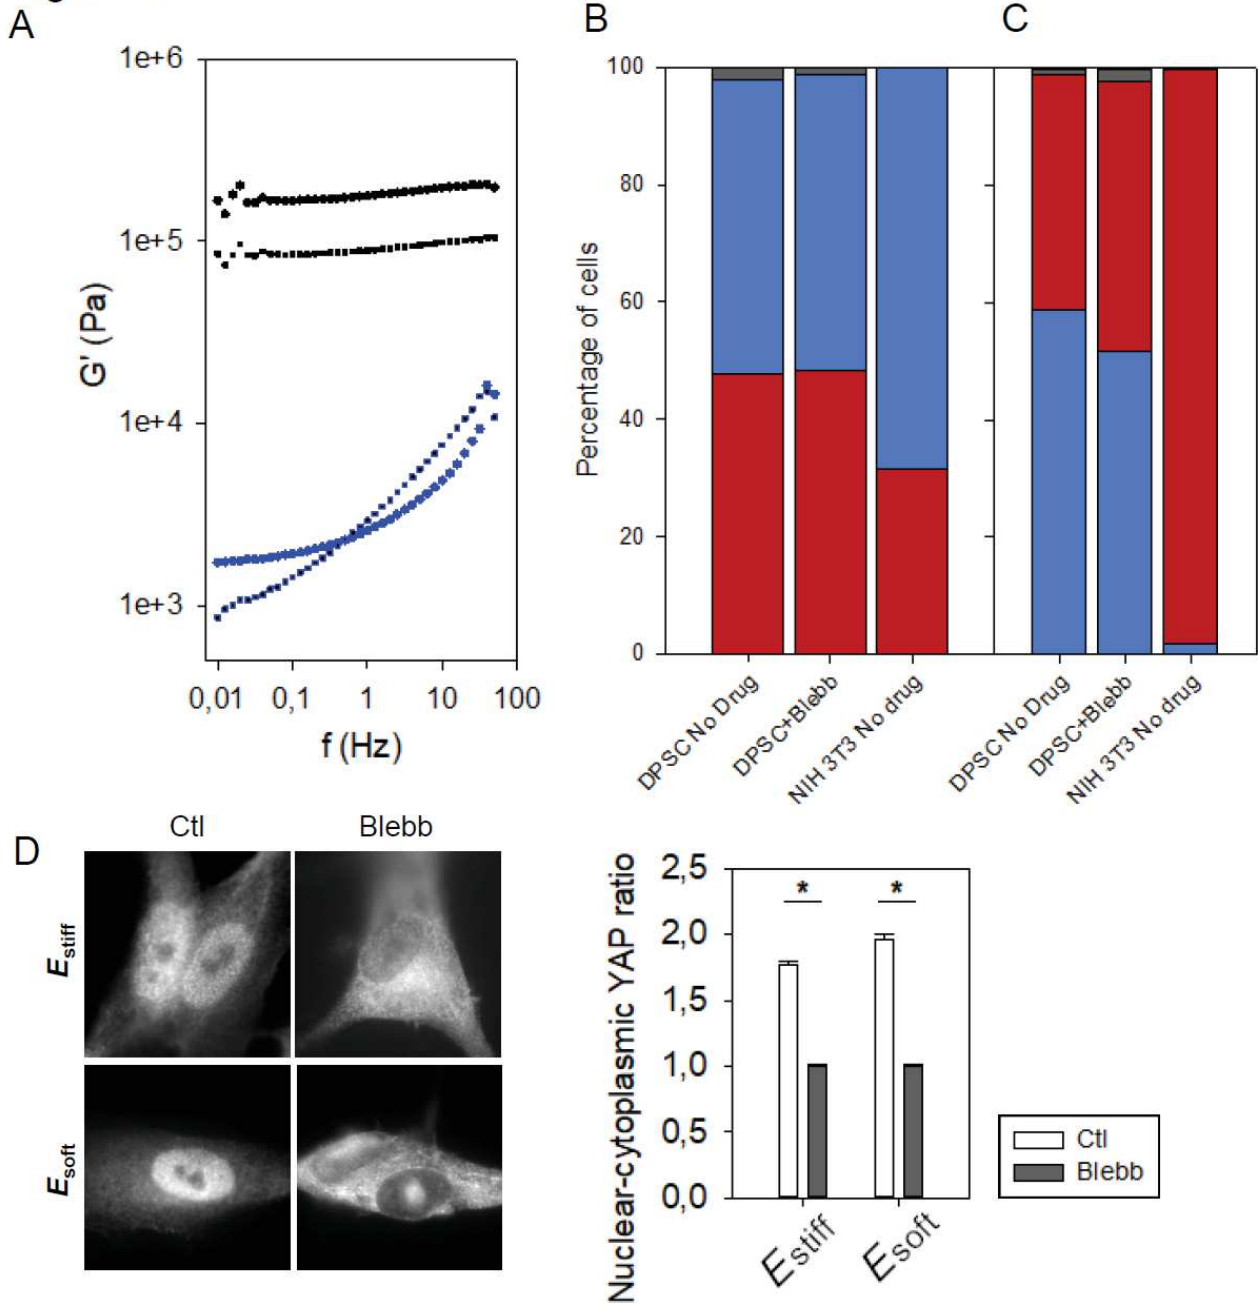 A
1e+6
1e+5
1e+4
1e+3
G' (Pa)
0,01 0,1 1 10 100
f (Hz)
B
C
100
80
60
40
20
0
Percentage of cells
DPSC No Drug
DPSC+Blebb
NIH 3T3 No drug
DPSC No Drug
DPSC+Blebb
NIH 3T3 No drug
D
Ctl Blebb
Estiff
Esoft
Nuclear-cytoplasmic YAP ratio
2,5
2,0
1,5
1,0
0,5
0,0
* *
Estiff
Esoft
Ctl
Blebb